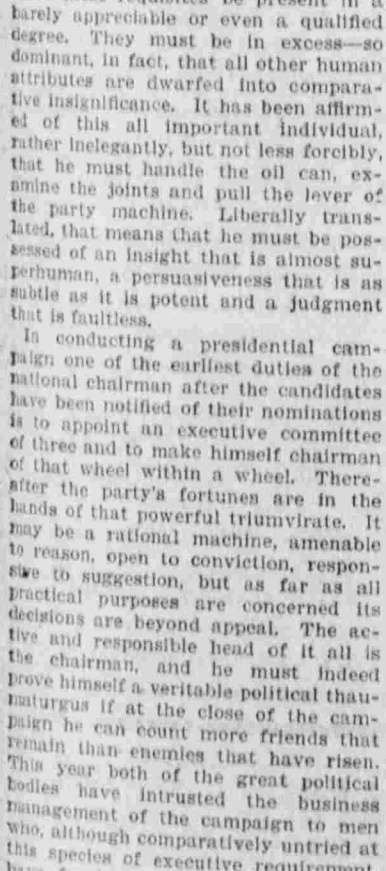 requisites be present in a
barely appreciable or even a qualified
degree. They must be in excess—so
dominant, in fact, that all other human
attributes are dwarfed into compara-
tive insignificance. It has been affirm-
ed of this all important individual,
rather inelegantly, but not less forcibly,
that he must handle the oil can, ex-
amine the joints and pull the lever of
the party machine. Liberally trans-
lated, that means that he must be pos-
sessed of an insight that is almost su-
perhuman, a persuasiveness that is as
subtle as it is potent and a judgment
that is faultless.
In conducting a presidential cam-
paign one of the earliest duties of the
national chairman after the candidates
have been notified of their nominations
is to appoint an executive committee
of three and to make himself chairman
of that wheel within a wheel. There-
after the party's fortunes are in the
hands of that powerful triumvirate. It
may be a rational machine, amenable
to reason, open to conviction, respon-
sive to suggestion, but as far as all
practical purposes are concerned its
decisions are beyond appeal. The ac-
tive and responsible head of it all is
the chairman, and he must indeed
prove himself a veritable political thau-
maturgus if at the close of the cam-
paign he can count more friends that
remain than enemies that have risen.
This year both of the great political
bodies have intrusted the business
management of the campaign to men
who, although comparatively untried at
this species of executive requirement,